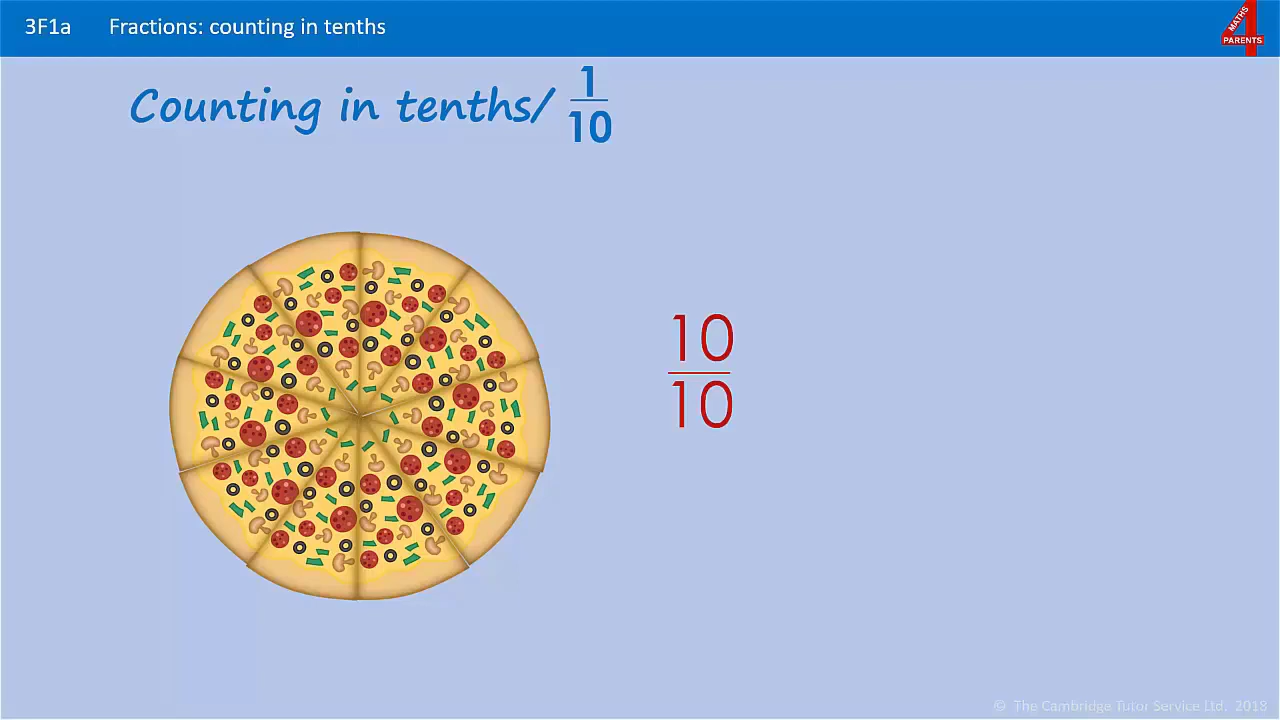 3F1a Fractions: counting in tenths
MATHS
4
PARENTS
Counting in tenths/ 1
10
10
10
© The Cambridge Tutor Service Ltd. 2018